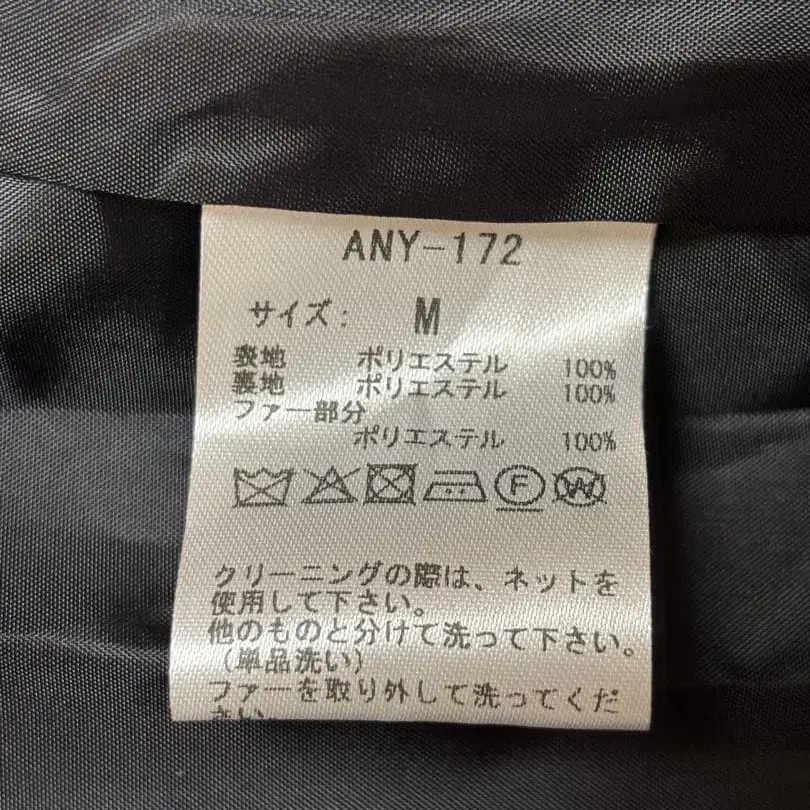 ANY-172
サイズ: M
表地 ポリエステル 100%
裏地 ポリエステル 100%
ファー部分
ポリエステル 100%
F W
クリーニングの際は、ネットを
使用して下さい。
他のものと分けて洗って下さい。
(単品洗い)
ファーを取り外して洗ってくだ
さい